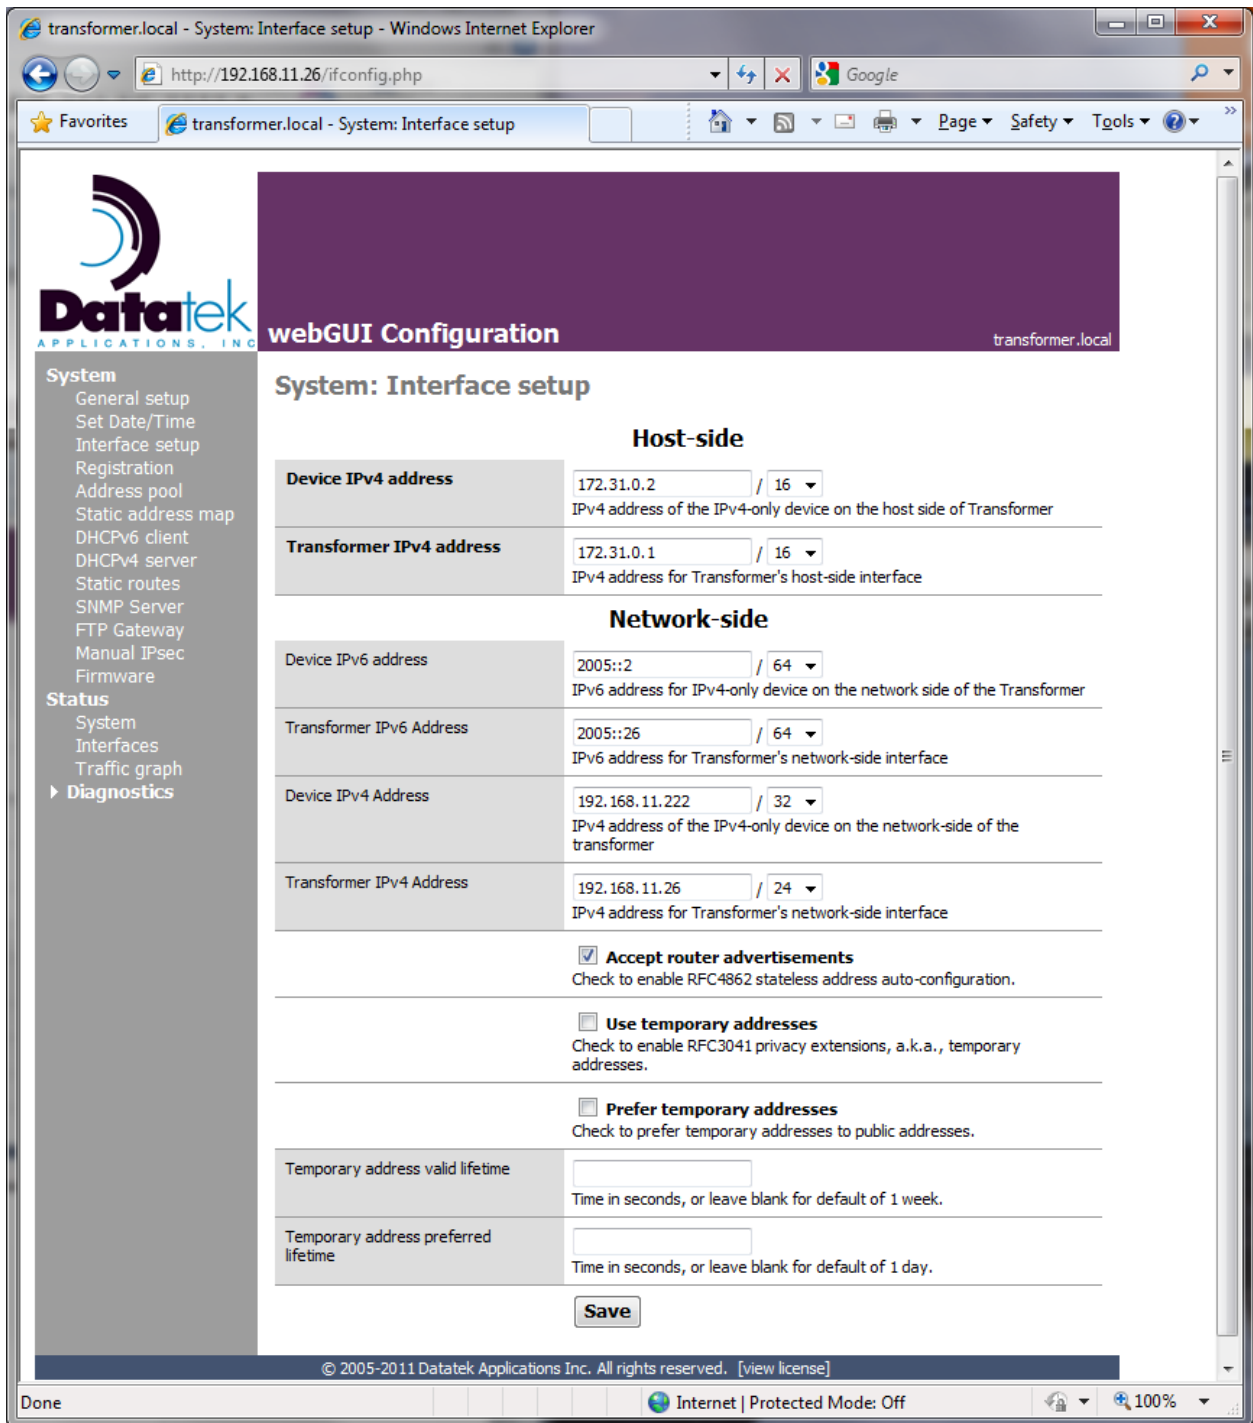 transformer.local - System: Interface setup - Windows Internet Explorer
http://192.168.11.26/ifconfig.php
Google
Favorites
transformer.local - System: Interface setup
Page
Safety
Tools
Datatek
APPLICATIONS, INC
webGUI Configuration
transformer.local
System
General setup
Set Date/Time
Interface setup
Registration
Address pool
Static address map
DHCPv6 client
DHCPv4 server
Static routes
SNMP Server
FTP Gateway
Manual IPsec
Firmware
Status
System
Interfaces
Traffic graph
Diagnostics
System: Interface setup
Host-side
Device IPv4 address
172.31.0.2 / 16
IPv4 address of the IPv4-only device on the host side of Transformer
Transformer IPv4 address
172.31.0.1 / 16
IPv4 address for Transformer's host-side interface
Network-side
Device IPv6 address
2005::2 / 64
IPv6 address for IPv4-only device on the network side of the Transformer
Transformer IPv6 Address
2005::26 / 64
IPv6 address for Transformer's network-side interface
Device IPv4 Address
192.168.11.222 / 32
IPv4 address of the IPv4-only device on the network-side of the
transformer
Transformer IPv4 Address
192.168.11.26 / 24
IPv4 address for Transformer's network-side interface
Accept router advertisements
Check to enable RFC4862 stateless address auto-configuration.
Use temporary addresses
Check to enable RFC3041 privacy extensions, a.k.a., temporary
addresses.
Prefer temporary addresses
Check to prefer temporary addresses to public addresses.
Temporary address valid lifetime
Time in seconds, or leave blank for default of 1 week.
Temporary address preferred
lifetime
Time in seconds, or leave blank for default of 1 day.
Save
© 2005-2011 Datatek Applications Inc. All rights reserved. [view license]
Done
Internet | Protected Mode: Off
100%